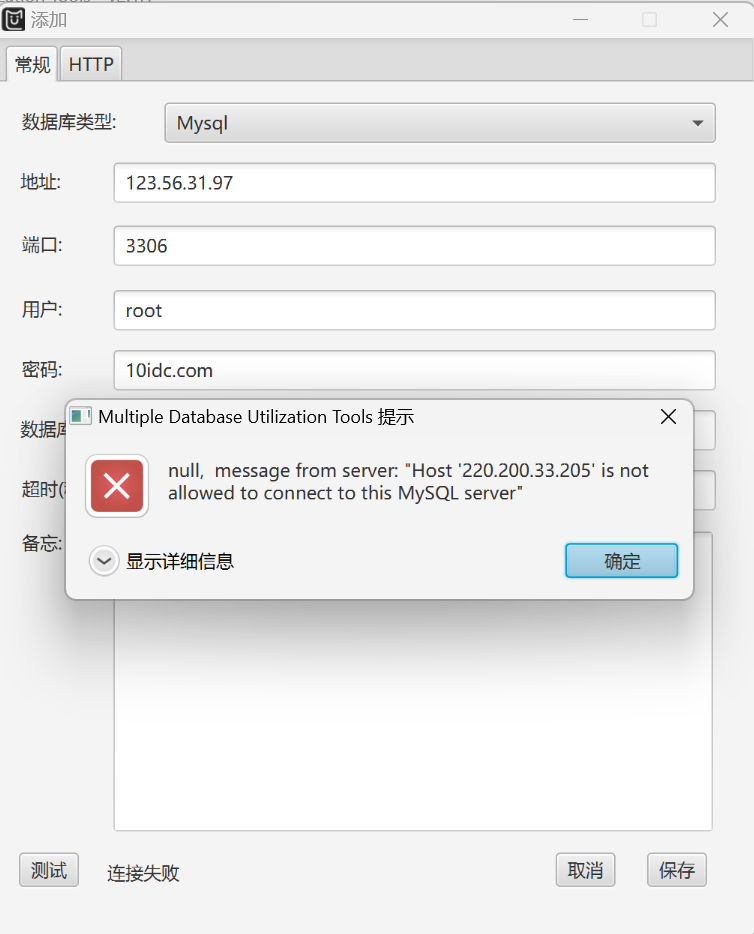 添加
常规 HTTP
数据库类型: Mysql
地址: 123.56.31.97
端口: 3306
用户: root
密码: 10idc.com
Multiple Database Utilization Tools 提示
数据库
null, message from server: "Host '220.200.33.205' is not
allowed to connect to this MySQL server"
超时(
备忘:
显示详细信息 确定
测试 连接失败 取消 保存